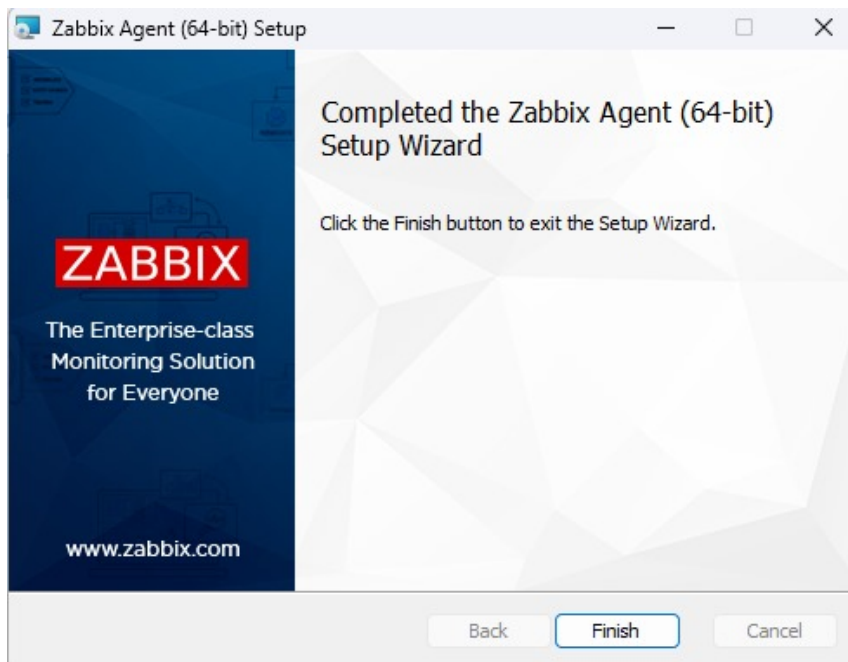 Zabbix Agent (64-bit) Setup
Completed the Zabbix Agent (64-bit)
Setup Wizard
Click the Finish button to exit the Setup Wizard.
ZABBIX
The Enterprise-class
Monitoring Solution
for Everyone
www.zabbix.com
Back
Finish
Cancel